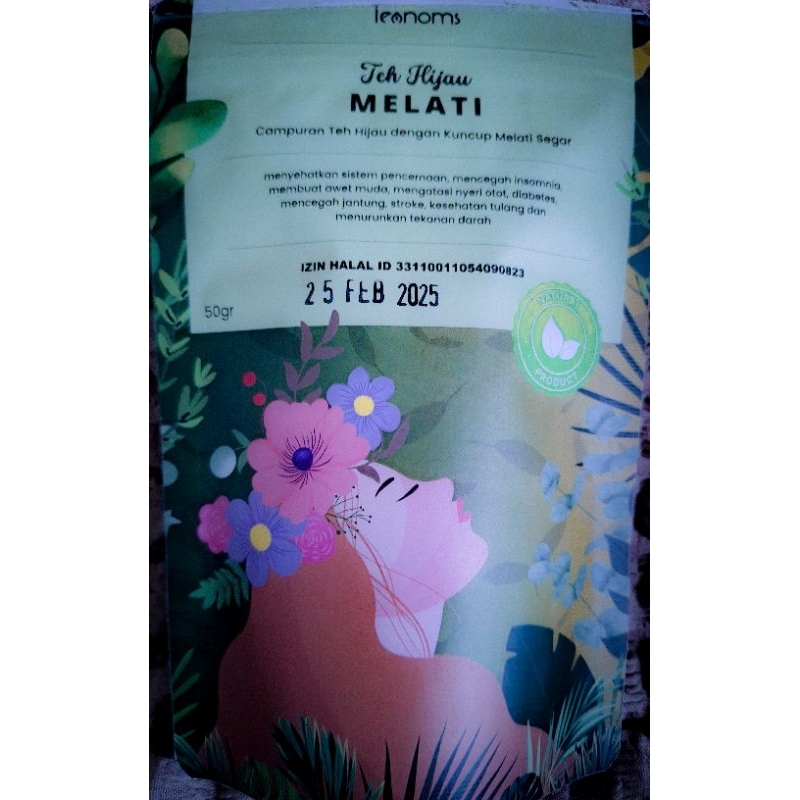 leonoms
Teh Hijau
MELATI
Campuran Teh Hijau dengan Kuncup Melati Segar
menyehatkan sistem pencernaan, mencegah insomnia,
membuat awet muda, mengatasi nyeri otot, diabetes,
mencegah jantung, stroke, kesehatan tulang dan
menurunkan tekanan darah
IZIN HALAL ID 33110011054090823
25 FEB 2025
50gr
NATURAL
PRODUCT